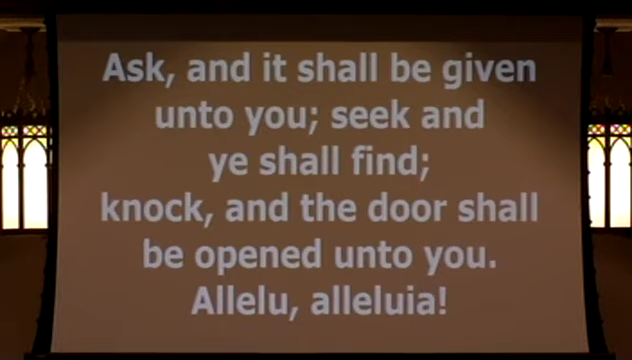 Ask, and it shall be given
unto you; seek and
ye shall find;
knock, and the door shall
be opened unto you.
Allelu, alleluia!